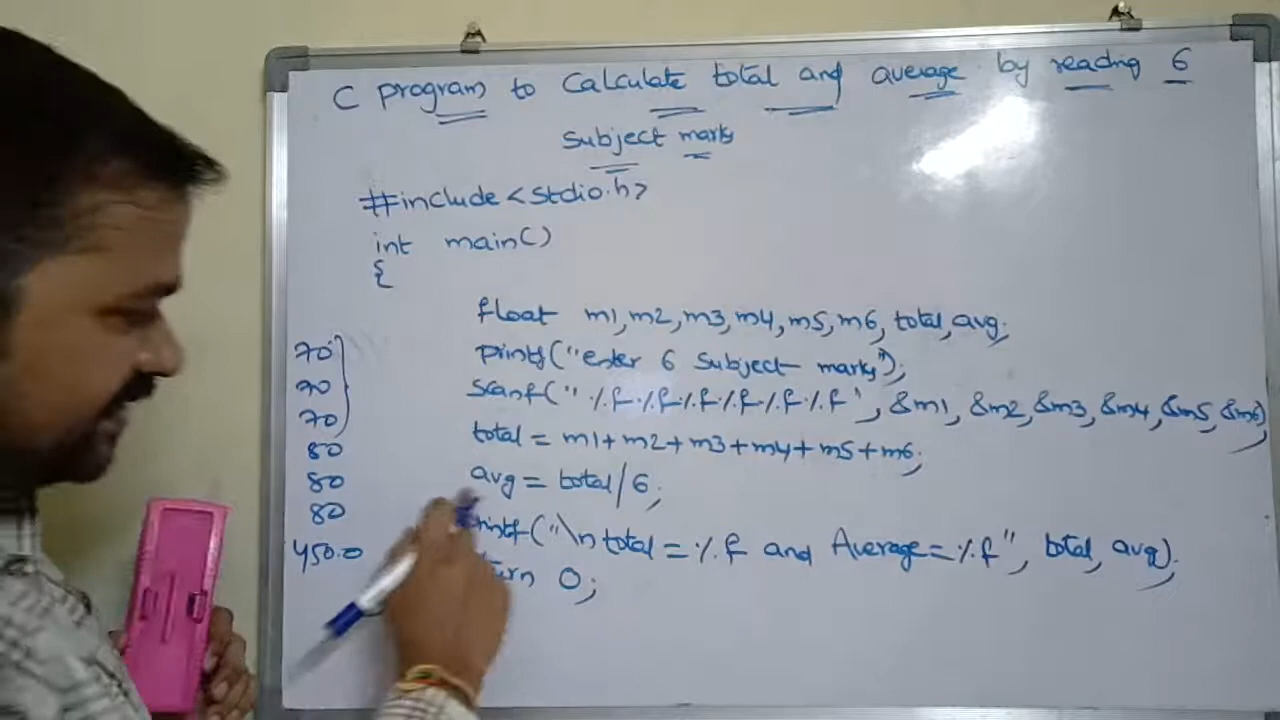 C program to Calculate total and average by reading 6
Subject marks
#include <stdio.h>
int main()
{
float m1, m2, m3, m4, m5, m6, total, avg;
printf("enter 6 subject marks");
scanf("%f%f%f%f%f%f", &m1, &m2, &m3, &m4, &m5, &m6);
total = m1+m2+m3+m4+m5+m6;
avg = total/6;
printf("\n total = %f and Average = %f", total, avg);
0;
70
70
70
80
80
80
450.0